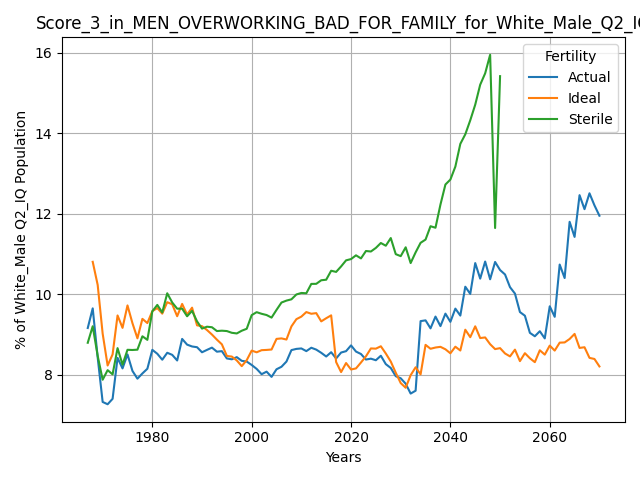 Score_3_in_MEN_OVERWORKING_BAD_FOR_FAMILY_for_White_Male_Q2_IQ
Fertility
Actual
Ideal
Sterile
% of White_Male Q2_IQ Population
16
14
12
10
8
1980
2000
2020
2040
2060
Years